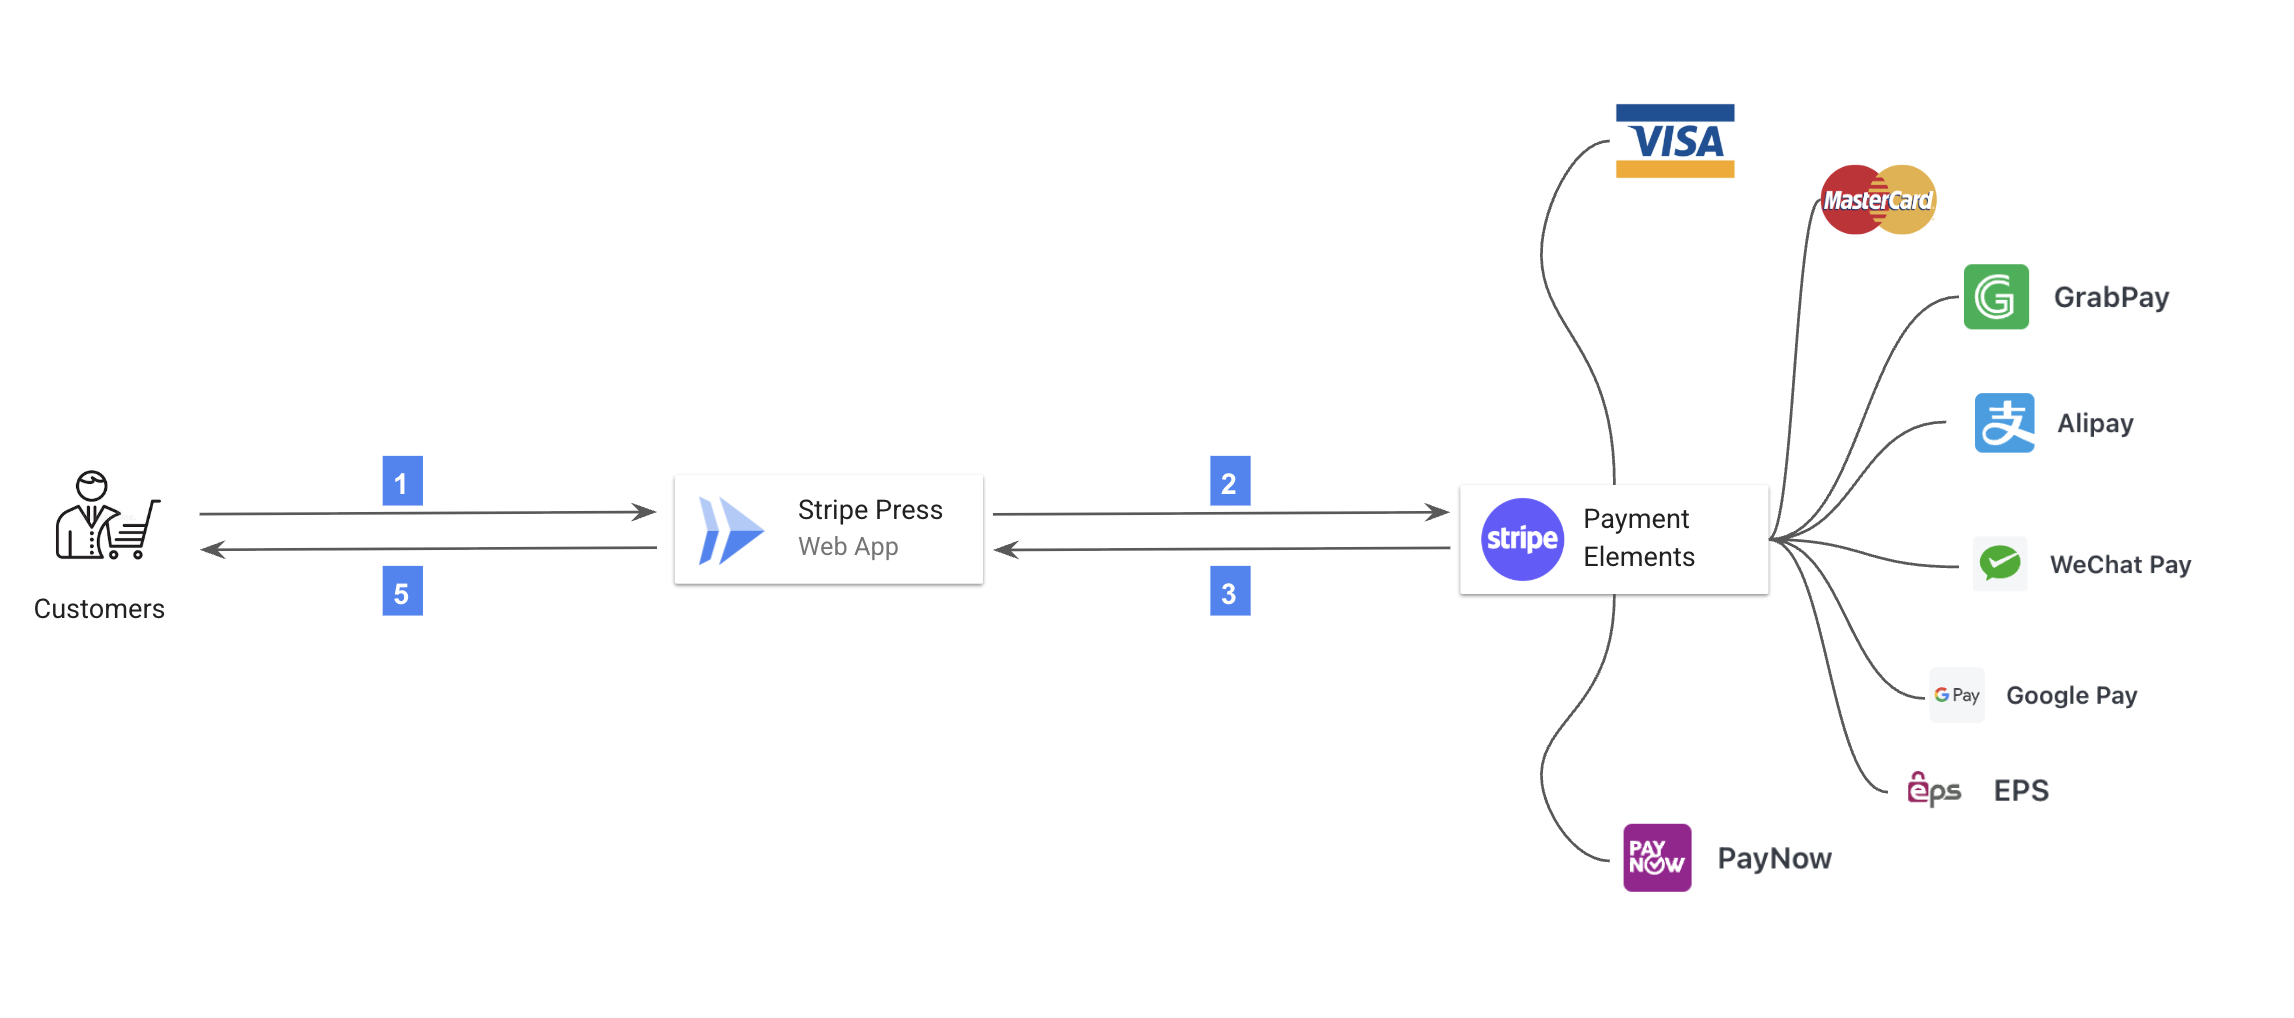 VISA
MasterCard
GrabPay
支
Alipay
1
2
Stripe Press
Web App
stripe
Payment
Elements
WeChat Pay
5
3
Customers
G Pay
Google Pay
eps
EPS
PAY
NOW
PayNow